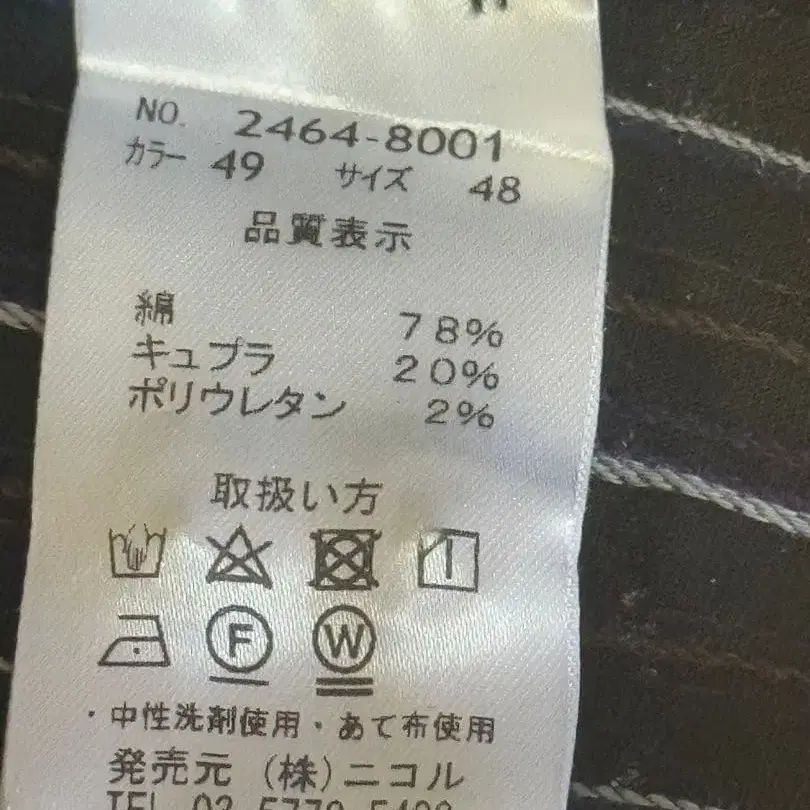 NO. 2464-8001
カラー 49 サイズ 48
品質表示
綿 78%
キュプラ 20%
ポリウレタン 2%
取扱い方
F W
・中性洗剤使用・あて布使用
発売元 (株)ニコル
TEL 03